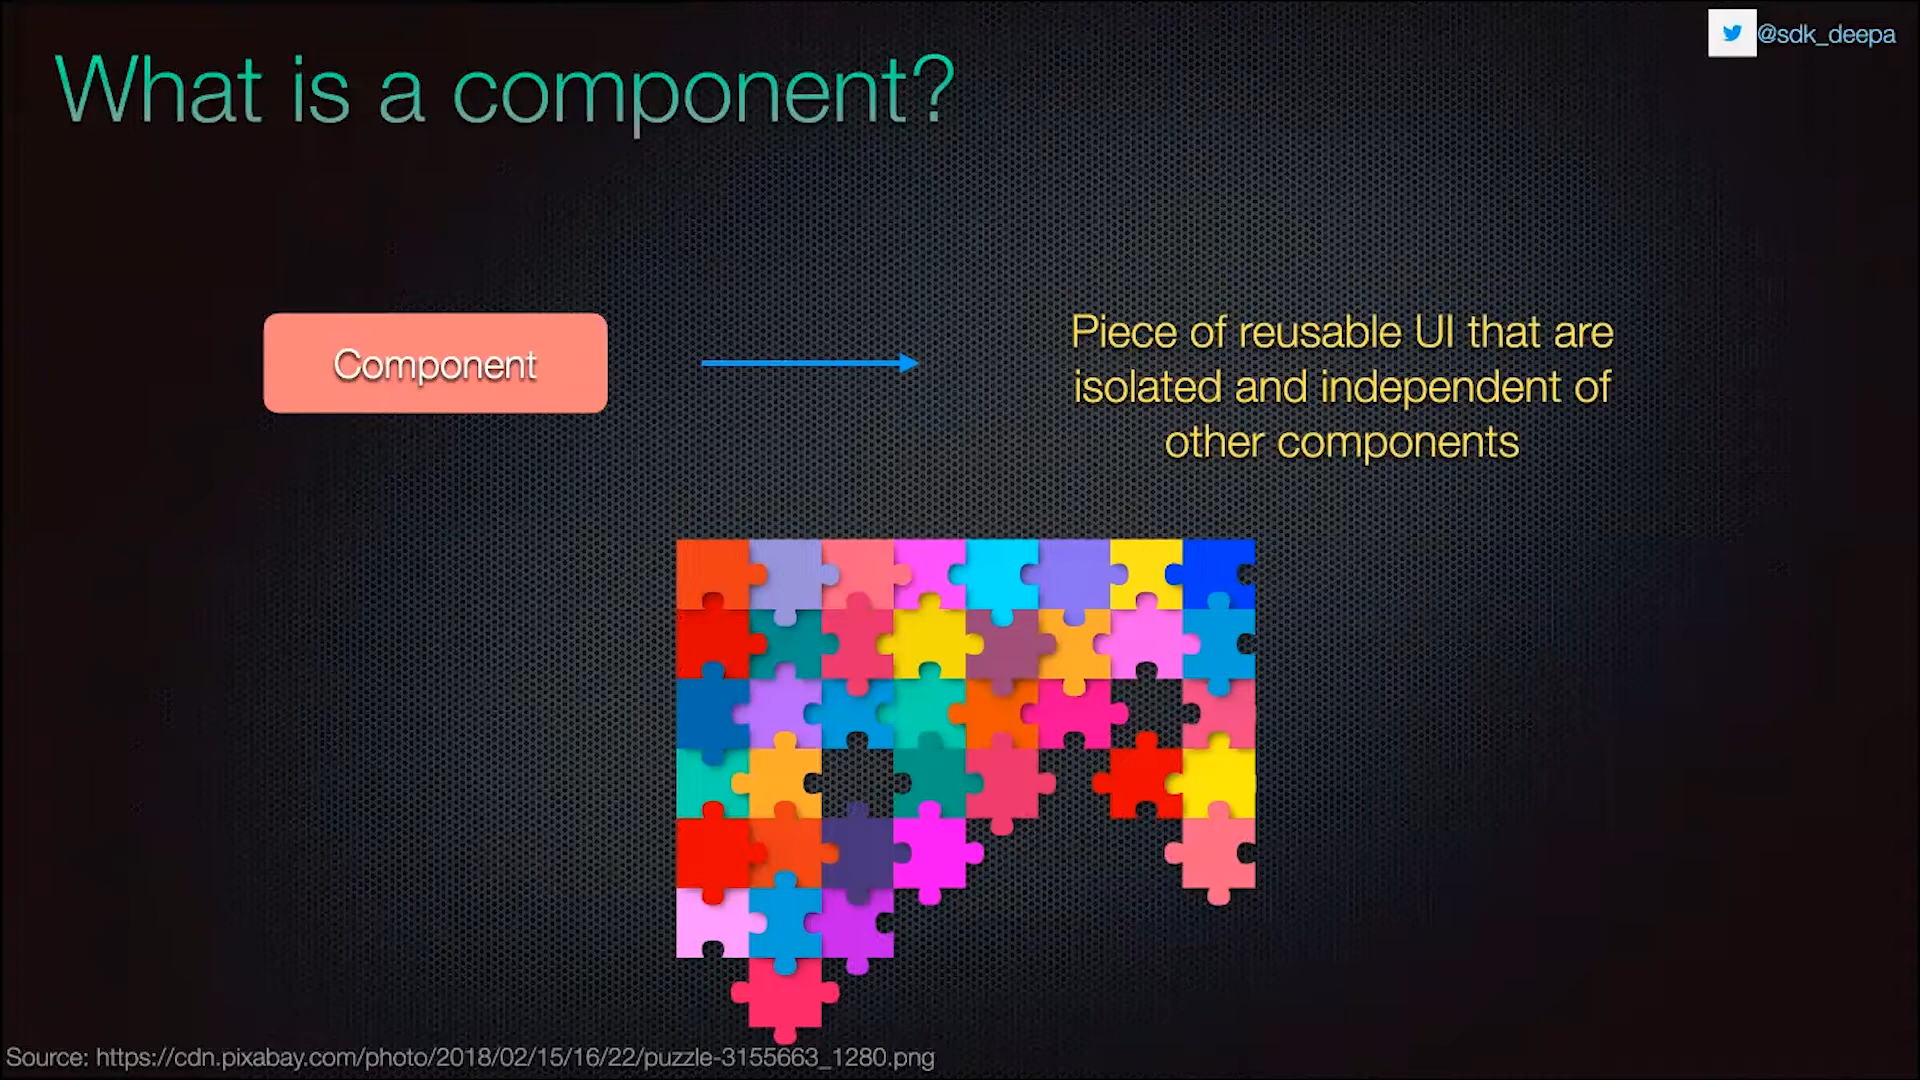 @sdk_deepa
What is a component?
Component
Piece of reusable UI that are
isolated and independent of
other components
Source: https://cdn.pixabay.com/photo/2018/02/15/16/22/puzzle-3155663_1280.png